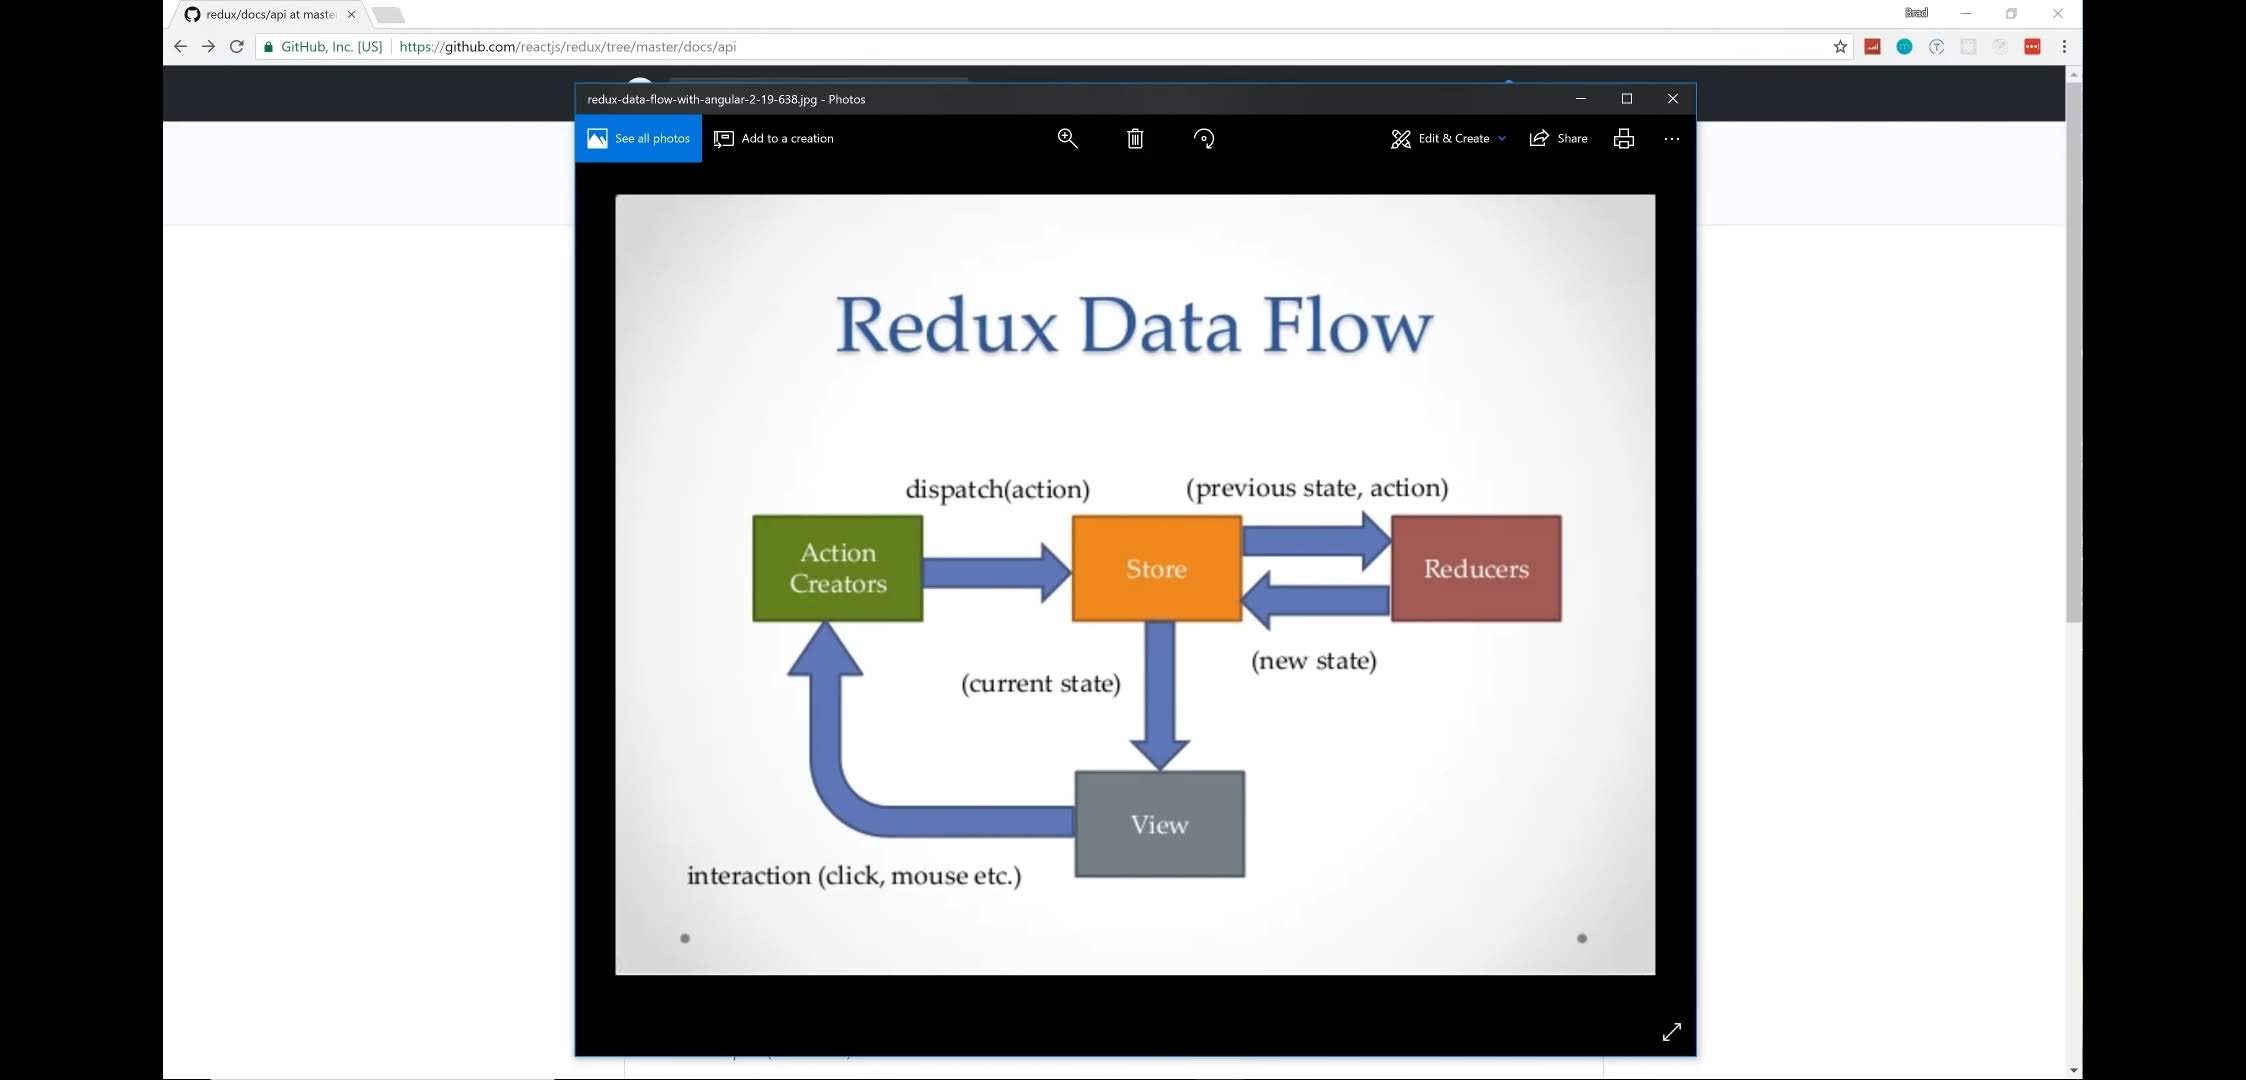 redux/docs/api at maste
Brad
GitHub, Inc. [US]
https://github.com/reactjs/redux/tree/master/docs/api
redux-data-flow-with-angular-2-19-638.jpg - Photos
See all photos
Add to a creation
Edit & Create
Share
Redux Data Flow
dispatch(action)
(previous state, action)
Action
Creators
Store
Reducers
(new state)
(current state)
View
interaction (click, mouse etc.)